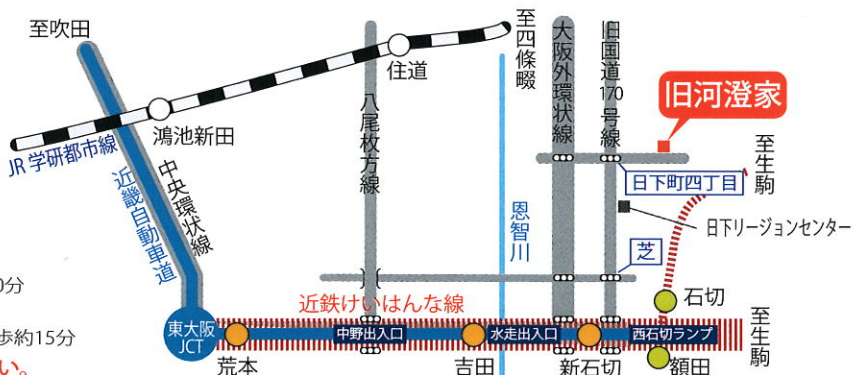 至吹田
至四條畷
大阪外環状線
旧国道170号線
住道
旧河澄家
鴻池新田
八尾枚方線
JR学研都市線
中央環状線
近畿自動車道
至生駒
日下町四丁目
恩智川
日下リージョンセンター
芝
0分
近鉄けいはんな線
石切
歩約15分
東大阪
JCT
中野出入口
水走出入口
西石切ランプ
至生駒
荒本
吉田
新石切
額田
い。